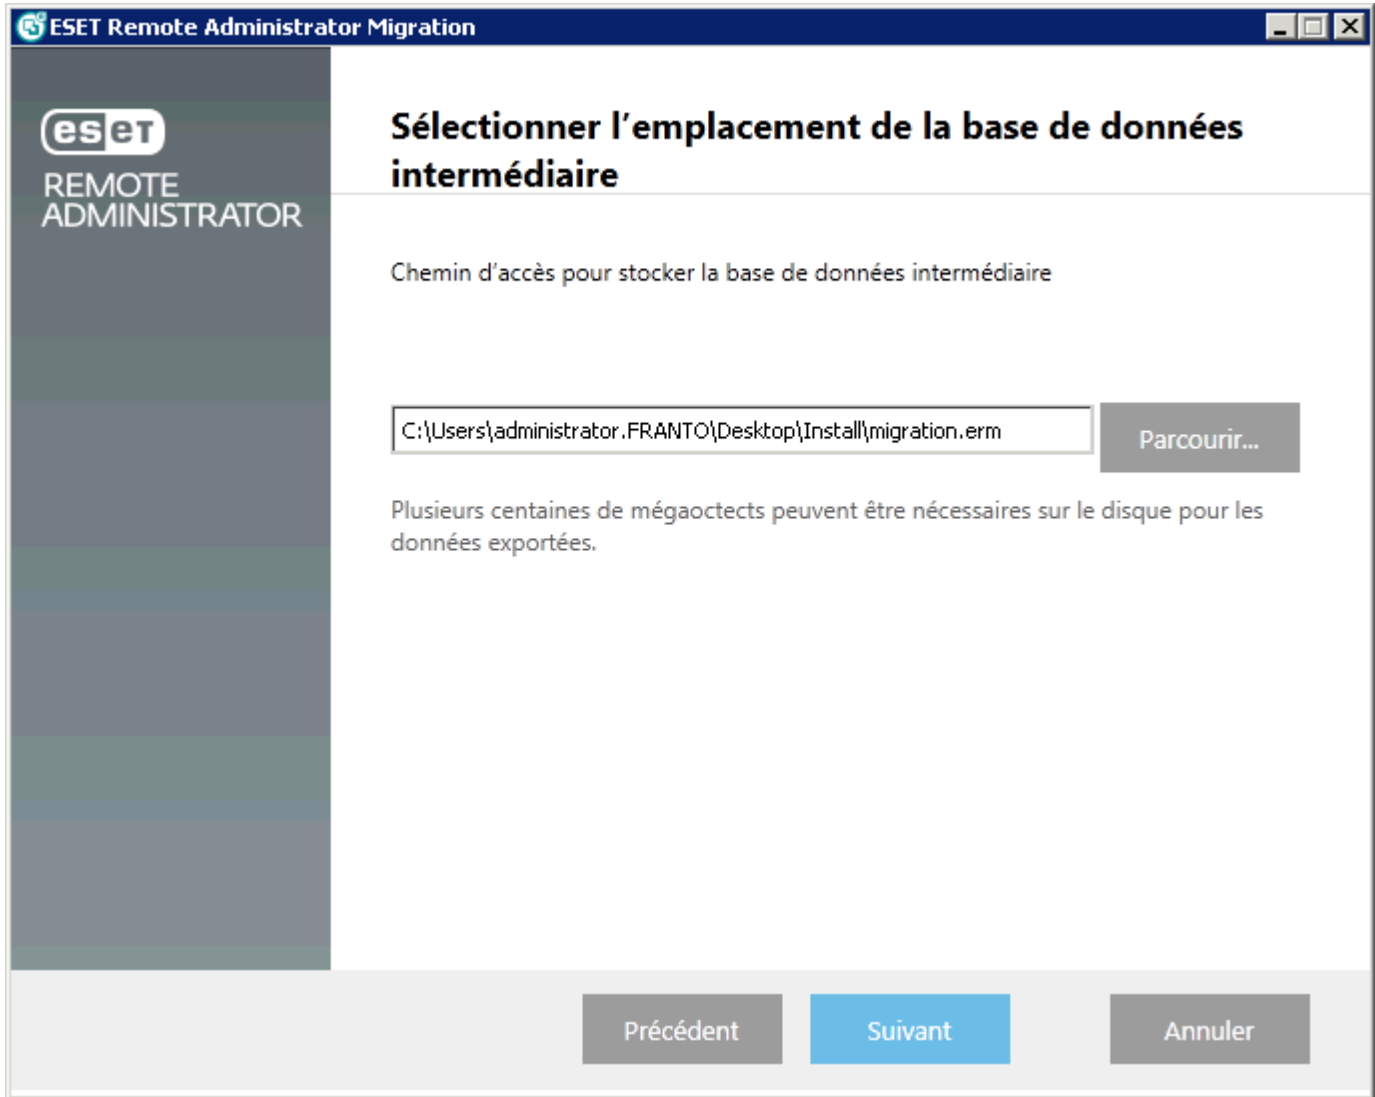 ESET Remote Administrator Migration
eset
REMOTE
ADMINISTRATOR
Sélectionner l’emplacement de la base de données
intermédiaire
Chemin d’accès pour stocker la base de données intermédiaire
C:\Users\administrator.FRANTO\Desktop\Install\migration.erm
Parcourir...
Plusieurs centaines de mégaoctects peuvent être nécessaires sur le disque pour les
données exportées.
Précédent
Suivant
Annuler